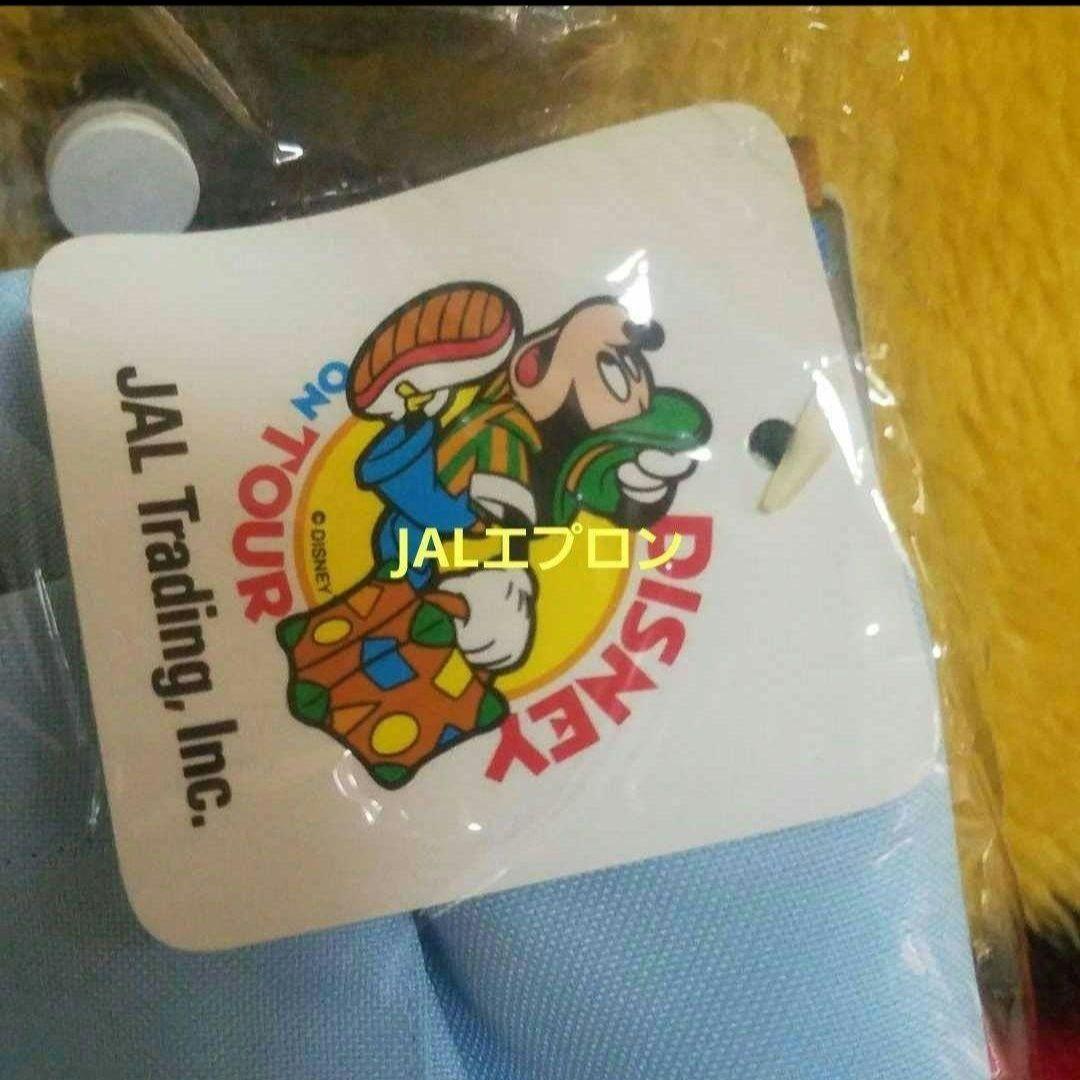 DISNEY
ON TOUR
© DISNEY
JAL Trading, Inc.
JALエプロン